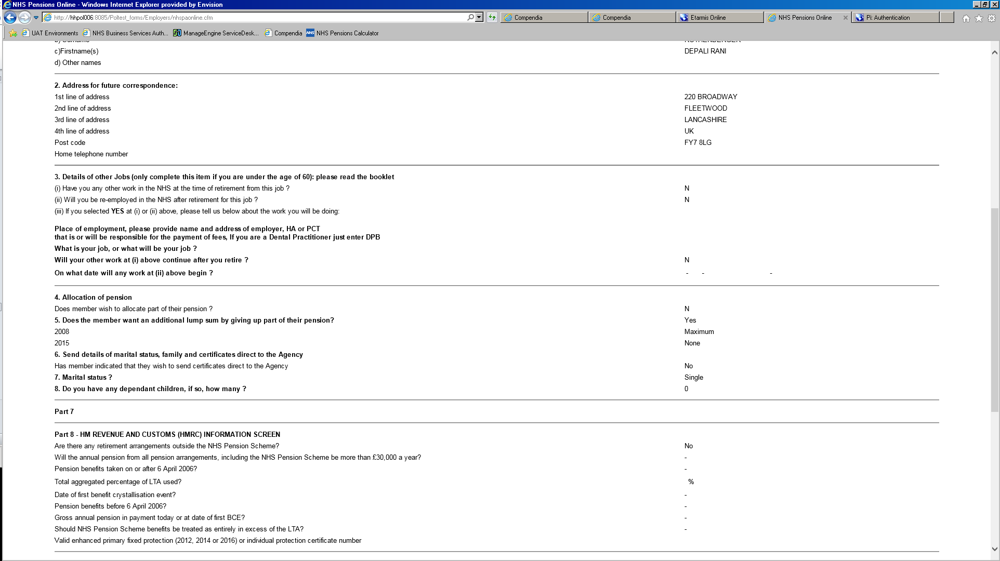 NHS Pensions Online - Windows Internet Explorer provided by Envision
http://hhpol006:8085/Poltest_forms/Employers/nhspaonline.cfm
Compendia
Compendia
Etarmis Online
NHS Pensions Online
Pi: Authentication
UAT Environments
NHS Business Services Auth...
ManageEngine ServiceDesk...
Compendia
NHS Pensions Calculator
b) Surname ROTHENBERGER
c)Firstname(s) DEPALI RANI
d) Other names
2. Address for future correspondence:
1st line of address 220 BROADWAY
2nd line of address FLEETWOOD
3rd line of address LANCASHIRE
4th line of address UK
Post code FY7 8LG
Home telephone number
3. Details of other Jobs (only complete this item if you are under the age of 60): please read the booklet
(i) Have you any other work in the NHS at the time of retirement from this job ? N
(ii) Will you be re-employed in the NHS after retirement for this job ? N
(iii) If you selected YES at (i) or (ii) above, please tell us below about the work you will be doing:
Place of employment, please provide name and address of employer, HA or PCT
that is or will be responsible for the payment of fees, If you are a Dental Practitioner just enter DPB
What is your job, or what will be your job ?
Will your other work at (i) above continue after you retire ? N
On what date will any work at (ii) above begin ? - - -
4. Allocation of pension
Does member wish to allocate part of their pension ? N
5. Does the member want an additional lump sum by giving up part of their pension? Yes
2008 Maximum
2015 None
6. Send details of marital status, family and certificates direct to the Agency
Has member indicated that they wish to send certificates direct to the Agency No
7. Marital status ? Single
8. Do you have any dependant children, if so, how many ? 0
Part 7
Part 8 - HM REVENUE AND CUSTOMS (HMRC) INFORMATION SCREEN
Are there any retirement arrangements outside the NHS Pension Scheme? No
Will the annual pension from all pension arrangements, including the NHS Pension Scheme be more than £30,000 a year? -
Pension benefits taken on or after 6 April 2006? -
Total aggregated percentage of LTA used? %
Date of first benefit crystallisation event? -
Pension benefits before 6 April 2006? -
Gross annual pension in payment today or at date of first BCE? -
Should NHS Pension Scheme benefits be treated as entirely in excess of the LTA? -
Valid enhanced primary fixed protection (2012, 2014 or 2016) or individual protection certificate number